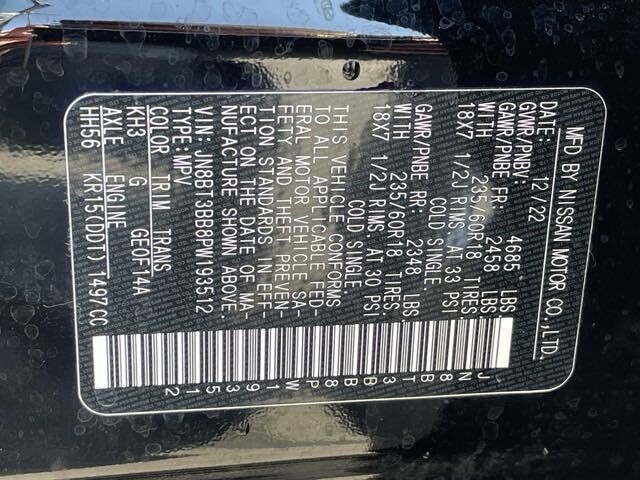 MFD BY NISSAN MOTOR CO.,LTD.
DATE: 12/22
GVWR/PNBV: 4685 LBS
GAWR/PNBE FR: 2458 LBS
WITH 235/60R18 TIRES.
18X7 1/2J RIMS. AT 33 PSI
COLD SINGLE
GAWR/PNBE RR: 2348 LBS.
WITH 235/60R18 TIRES.
18X7 1/2J RIMS. AT 30 PSI
COLD SINGLE
THIS VEHICLE CONFORMS
TO ALL APPLICABLE FED-
ERAL MOTOR VEHICLE SA-
FETY AND THEFT PREVEN-
TION STANDARDS IN EFF-
ECT ON THE DATE OF MA-
NUFACTURE SHOWN ABOVE.
VIN: JN8BT3BB8PW193512
TYPE:MPV
COLOR TRIM TRANS
KH3 G GE0F14A
AXLE ENGINE
HH56 KR15(DDT) 1497CC
JN8BT3BB8PW193512